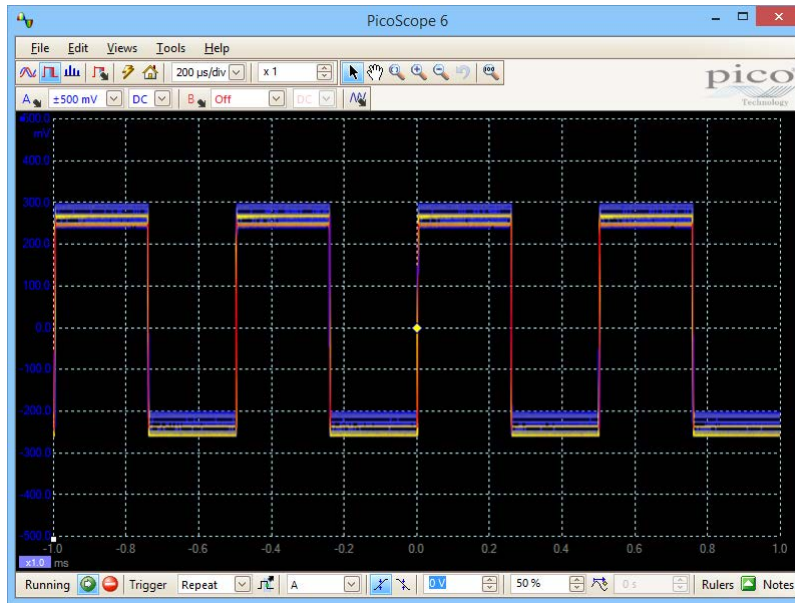 PicoScope 6
File Edit Views Tools Help
200 µs/div x 1
A ±500 mV DC B Off DC
pico
Technology
500.0
mV
400.0
300.0
200.0
0.0
-100.0
-200.0
-300.0
-400.0
-500.0
-1.0 -0.8 -0.6 -0.4 -0.2 0.0 0.2 0.4 0.6 0.8 1.0
x1.0 ms
Running Trigger Repeat A 0 V 50 % 0 s Rulers Notes